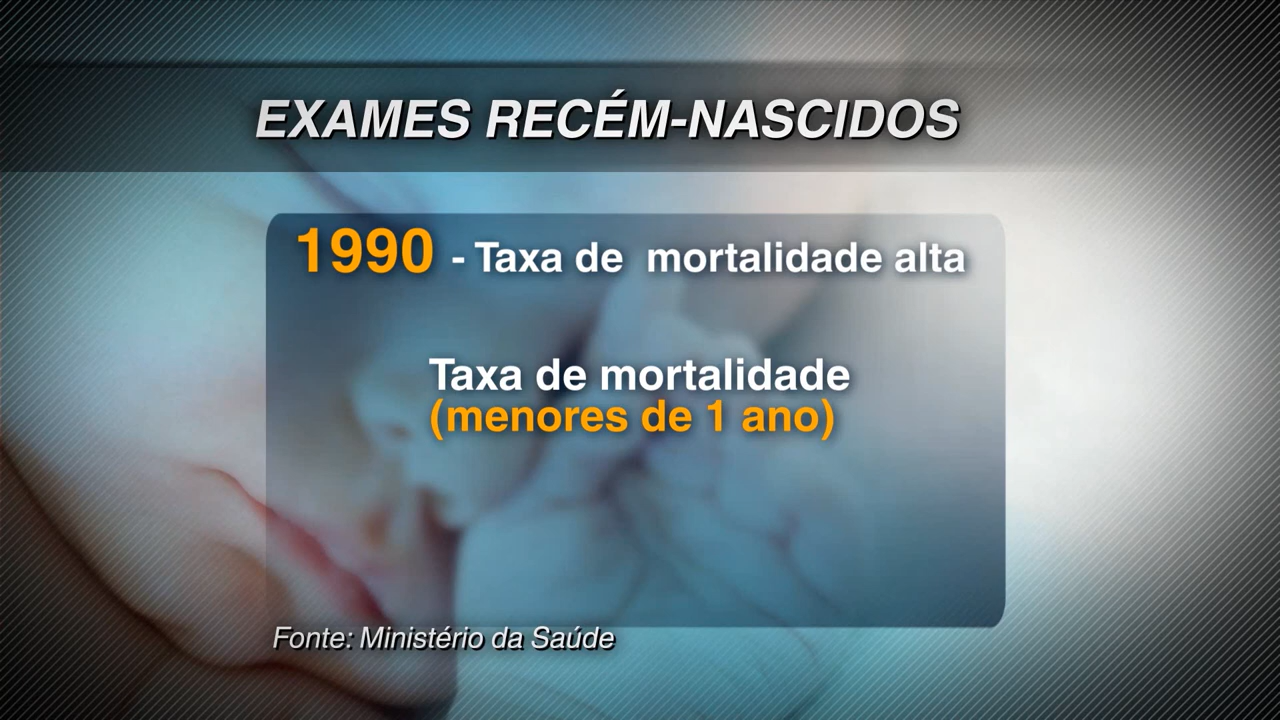 EXAMES RECÉM-NASCIDOS
1990 - Taxa de mortalidade alta
Taxa de mortalidade
(menores de 1 ano)
Fonte: Ministério da Saúde